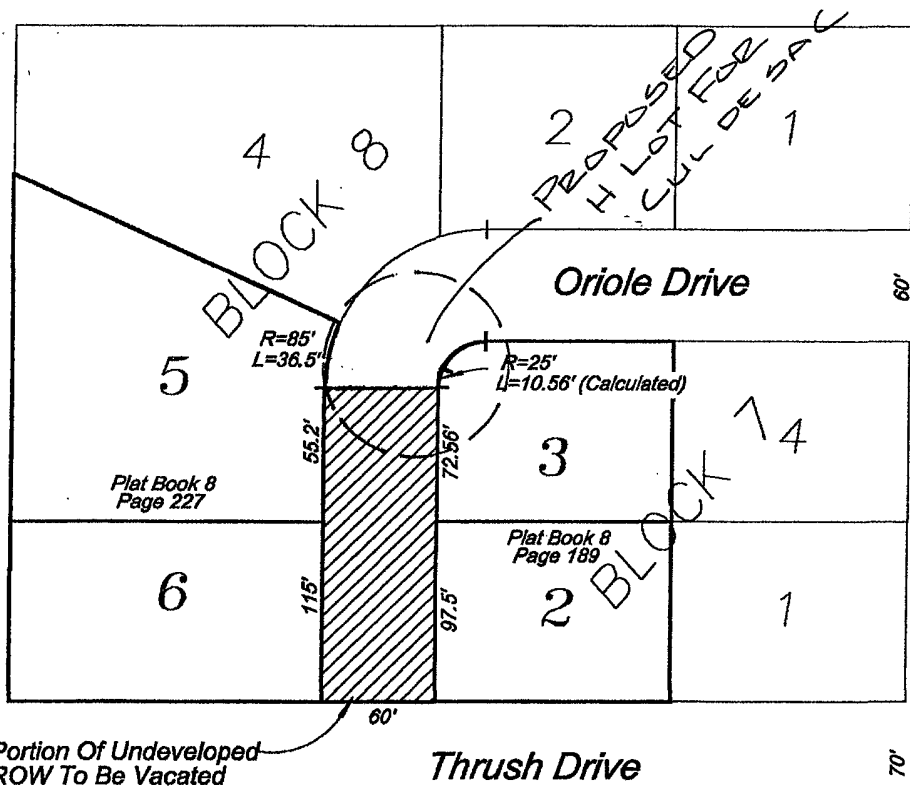 PROPOSED
H LOT FOR
CUL DE SAC
4
2
1
BLOCK 8
Oriole Drive
60'
R=85'
L=36.5'
R=25'
L=10.56' (Calculated)
5
55.2'
72.56'
3
BLOCK 7
4
Plat Book 8
Page 227
Plat Book 8
Page 189
6
115'
97.5'
2
1
60'
Portion Of Undeveloped
ROW To Be Vacated
Thrush Drive
70'